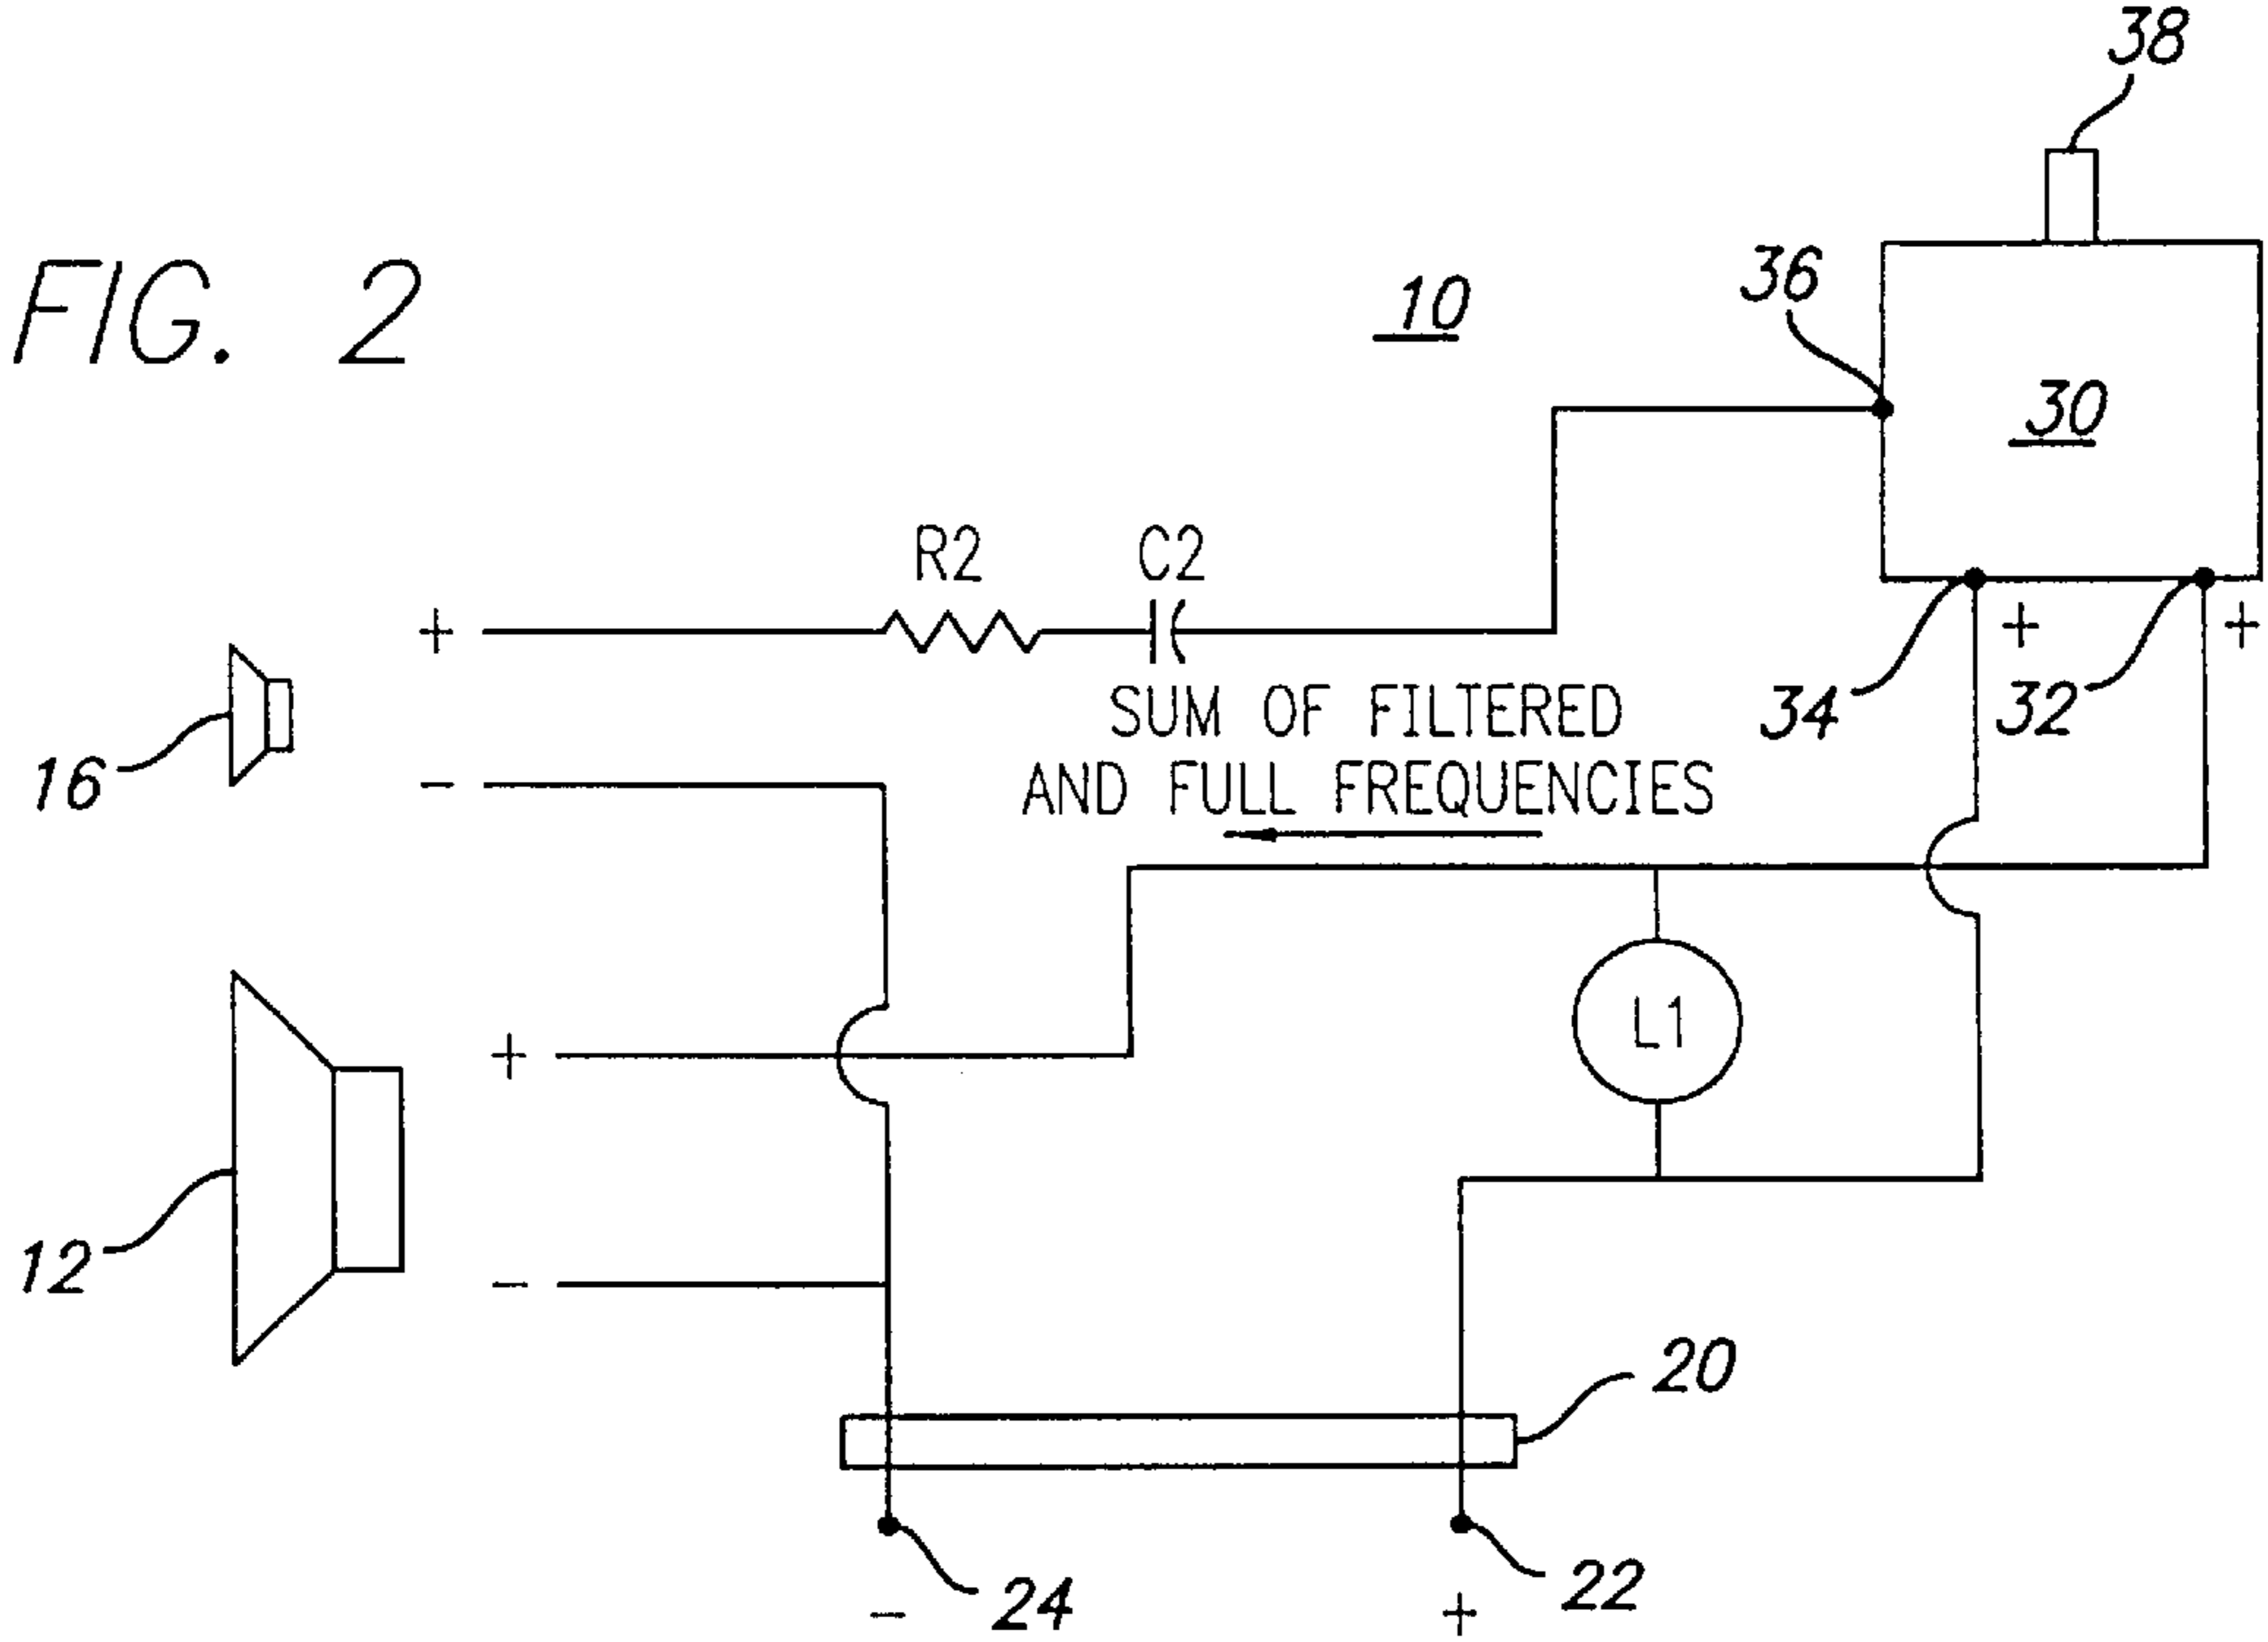 38
FIG. 2
10
36
30
R2 C2
+ + +
34 32
SUM OF FILTERED
AND FULL FREQUENCIES
16
-
L1
+
12
-
20
24 22
- +